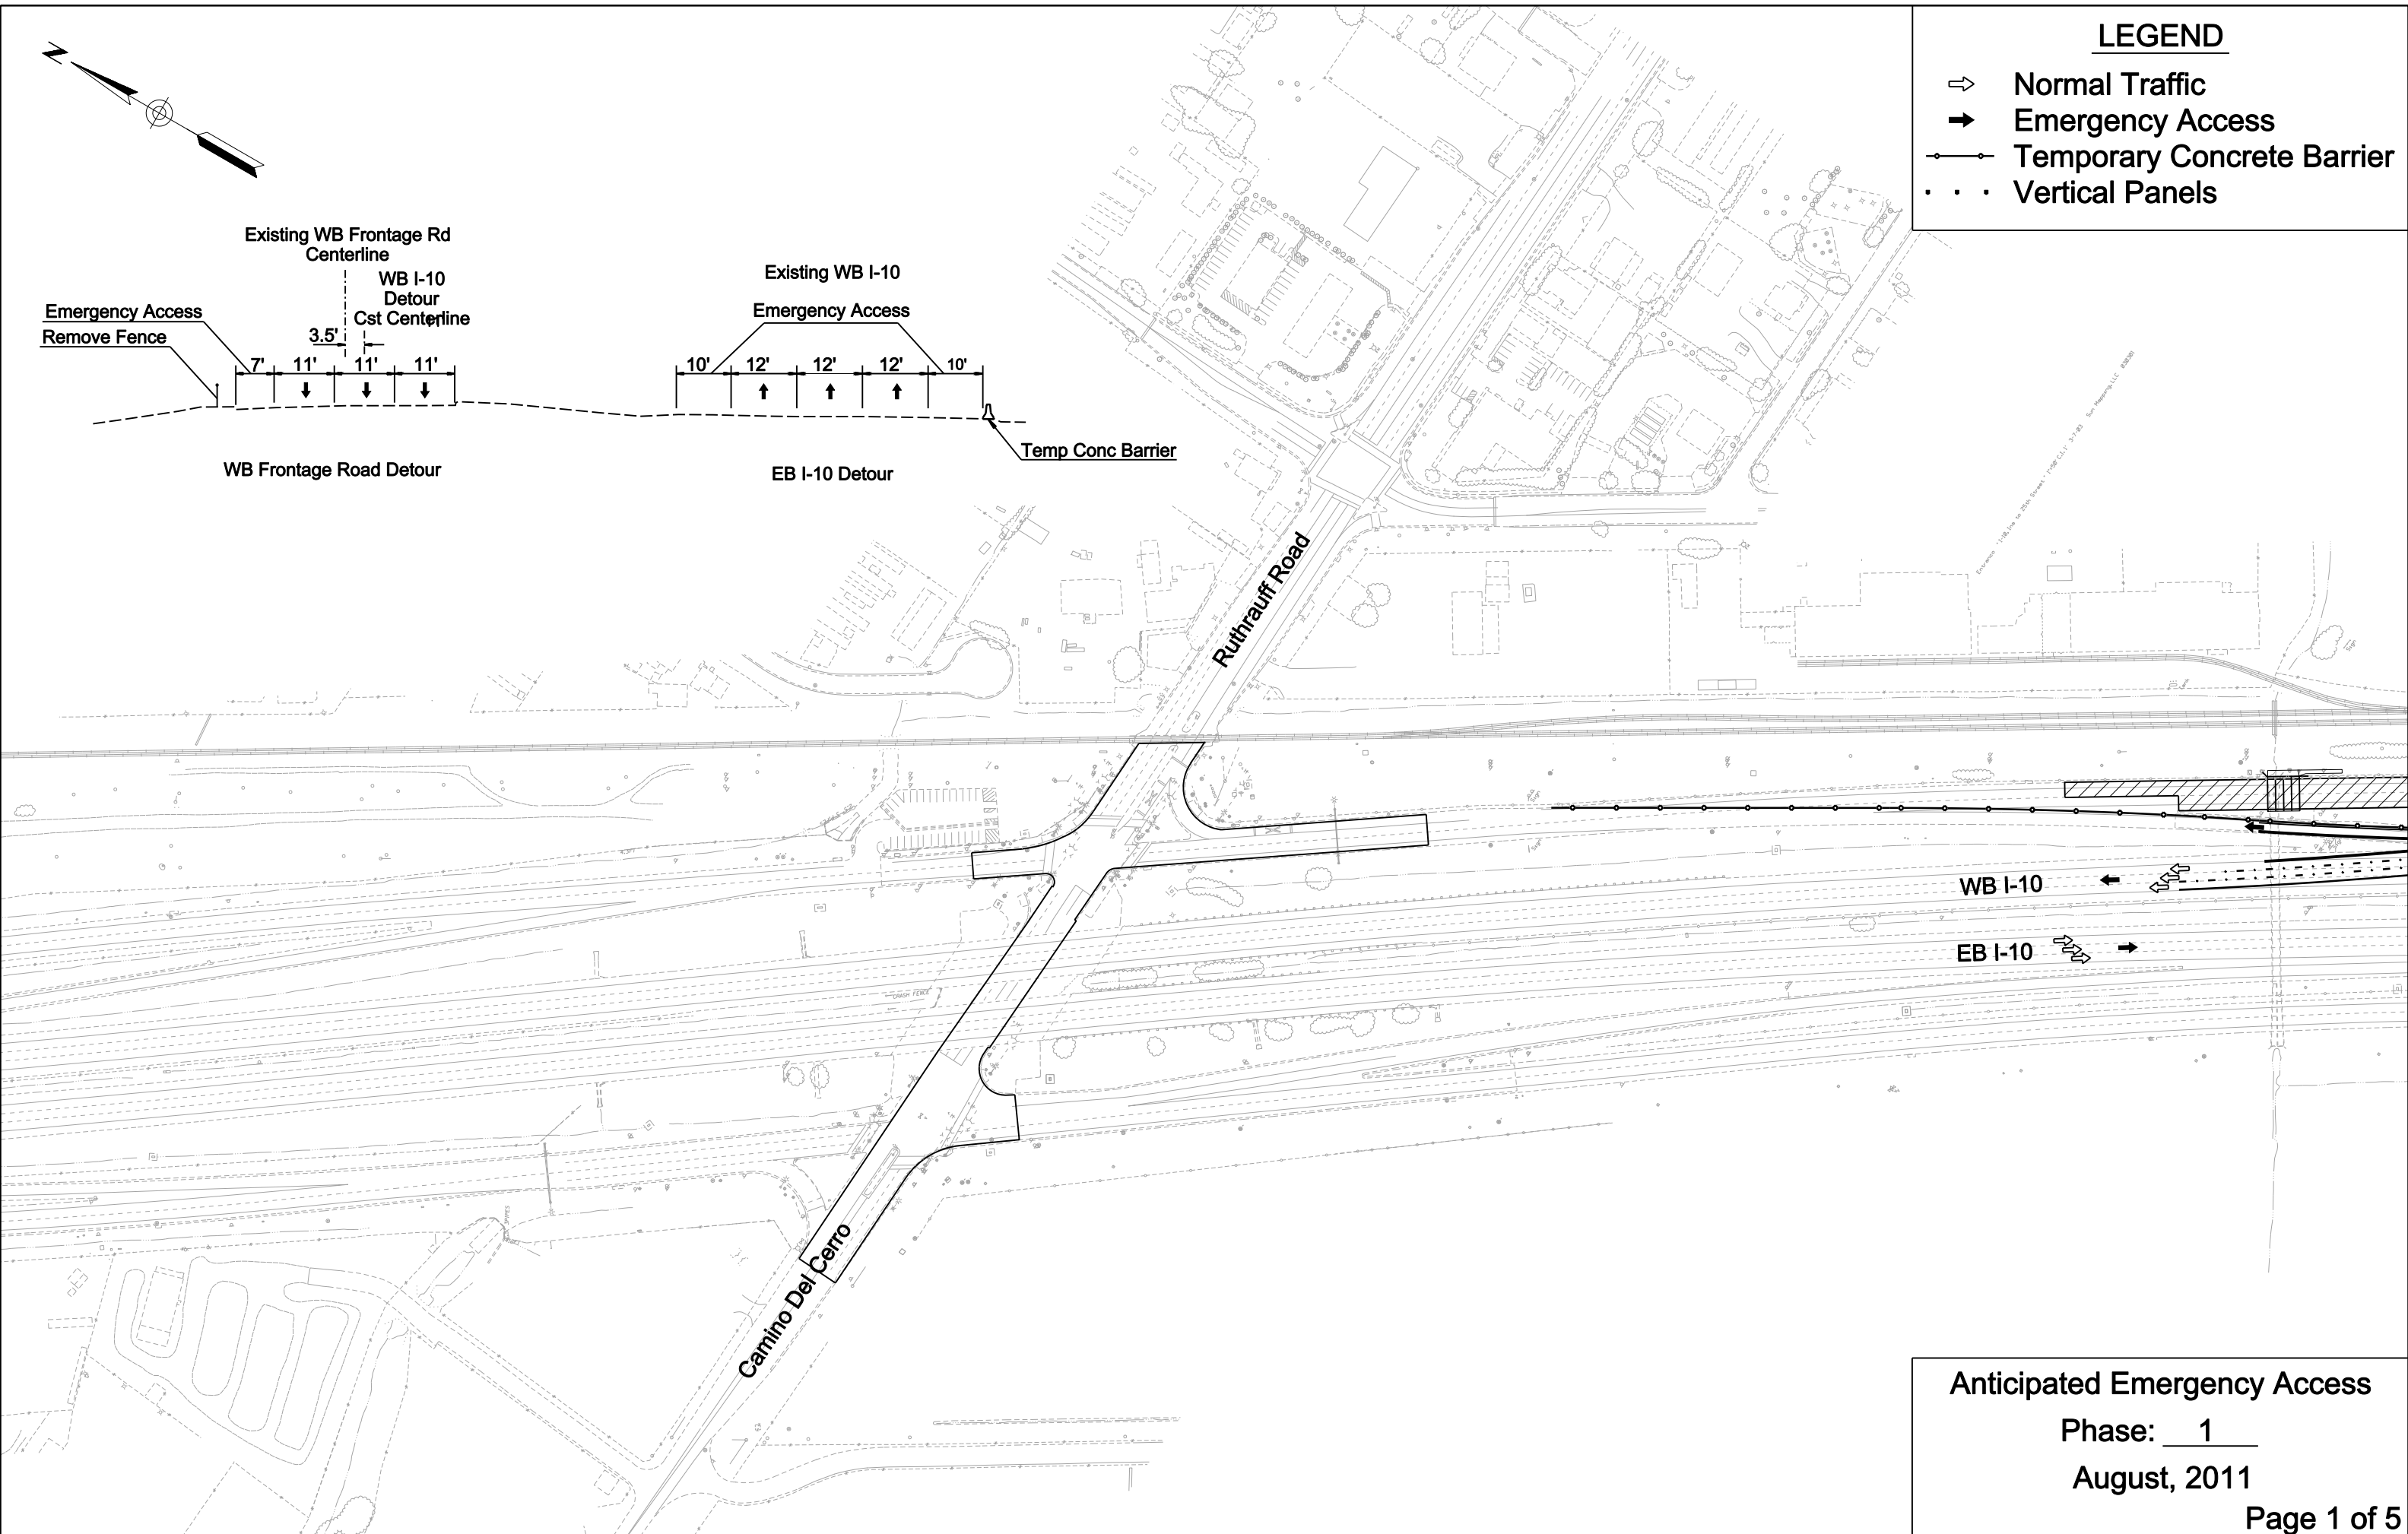 N
LEGEND
Normal Traffic
Emergency Access
Temporary Concrete Barrier
Vertical Panels
Existing WB Frontage Rd
Centerline
WB I-10
Detour
Cst Centerline
Emergency Access
Remove Fence
3.5'
7' 11' 11' 11'
WB Frontage Road Detour
Existing WB I-10
Emergency Access
10' 12' 12' 12' 10'
Temp Conc Barrier
EB I-10 Detour
Ruthrauff Road
WB I-10
EB I-10
CRASH FENCE
Camino Del Cerro
Anticipated Emergency Access
Phase: 1
August, 2011
Page 1 of 5